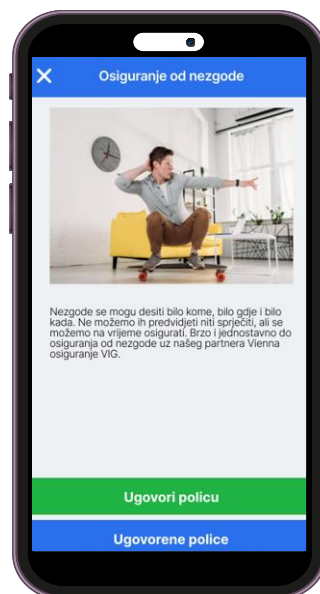 Osiguranje od nezgode
Nezgode se mogu desiti bilo kome, bilo gdje i bilo
kada. Ne možemo ih predvidjeti niti spriječiti, ali se
možemo na vrijeme osigurati. Brzo i jednostavno do
osiguranja od nezgode uz našeg partnera Vienna
osiguranje VIG.
Ugovori policu
Ugovorene police